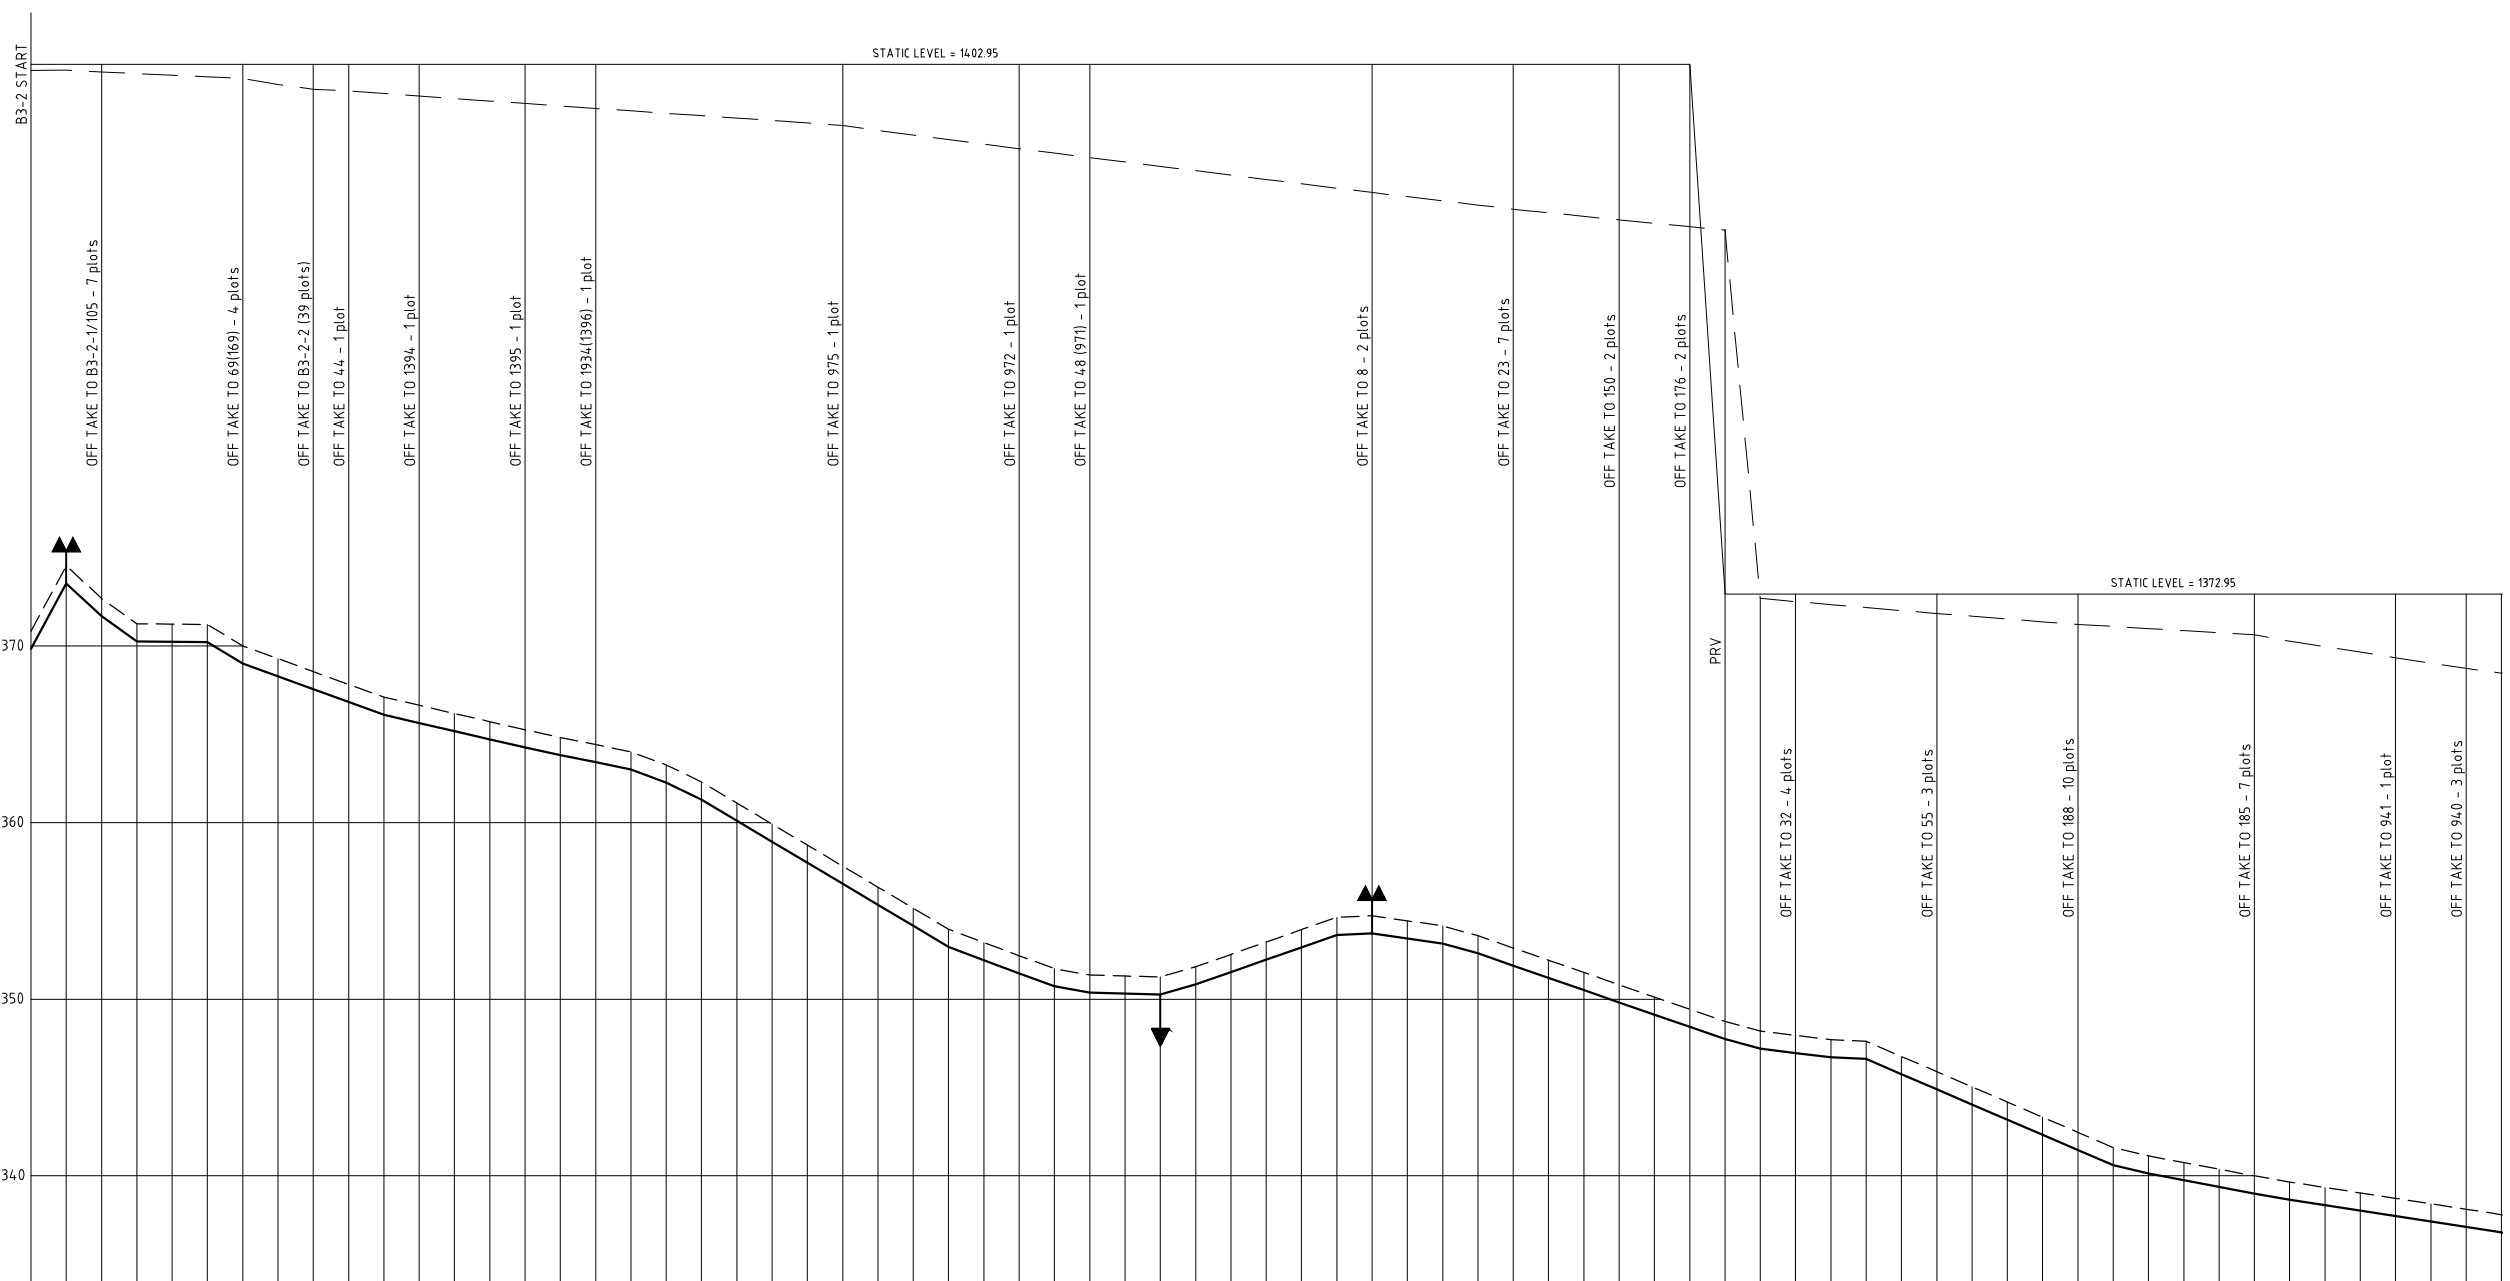 STATIC LEVEL = 1402.95
B3-2 START
OFF TAKE TO B3-2-1/105 - 7 plots
OFF TAKE TO 69(169) - 4 plots
OFF TAKE TO B3-2-2 (39 plots)
OFF TAKE TO 44 - 1 plot
OFF TAKE TO 1394 - 1 plot
OFF TAKE TO 1395 - 1 plot
OFF TAKE TO 1934(1396) - 1 plot
OFF TAKE TO 975 - 1 plot
OFF TAKE TO 972 - 1 plot
OFF TAKE TO 48 (971) - 1 plot
OFF TAKE TO 8 - 2 plots
OFF TAKE TO 23 - 7 plots
OFF TAKE TO 150 - 2 plots
OFF TAKE TO 176 - 2 plots
STATIC LEVEL = 1372.95
PRV
OFF TAKE TO 32 - 4 plots
OFF TAKE TO 55 - 3 plots
OFF TAKE TO 188 - 10 plots
OFF TAKE TO 185 - 7 plots
OFF TAKE TO 941 - 1 plot
OFF TAKE TO 940 - 3 plots
370
360
350
340